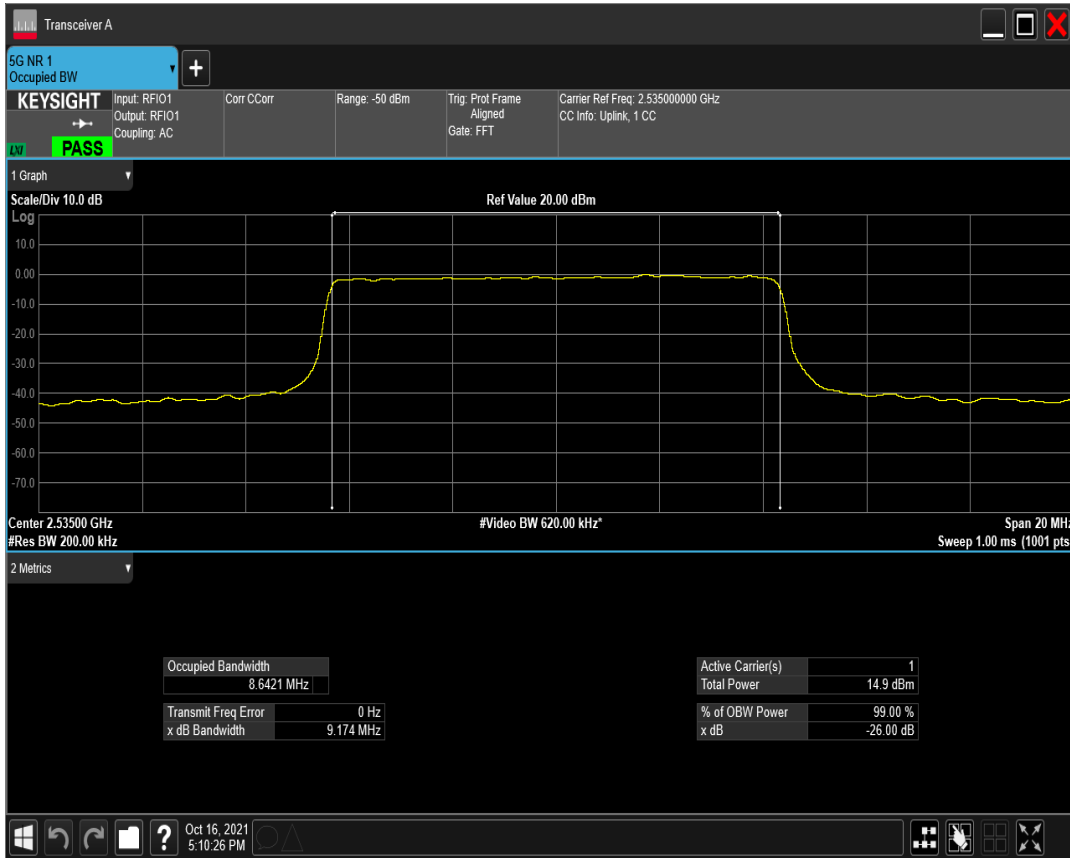 Transceiver A
5G NR 1
Occupied BW
+
KEYSIGHT
LXI
PASS
Input: RFIO1
Output: RFIO1
Coupling: AC
Corr CCorr
Range: -50 dBm
Trig: Prot Frame
Aligned
Gate: FFT
Carrier Ref Freq: 2.535000000 GHz
CC Info: Uplink, 1 CC
1 Graph
Scale/Div 10.0 dB
Ref Value 20.00 dBm
Log
10.0
0.00
-10.0
-20.0
-30.0
-40.0
-50.0
-60.0
-70.0
Center 2.53500 GHz
#Video BW 620.00 kHz*
Span 20 MHz
#Res BW 200.00 kHz
Sweep 1.00 ms (1001 pts
2 Metrics
Occupied Bandwidth
8.6421 MHz
Transmit Freq Error 0 Hz
x dB Bandwidth 9.174 MHz
Active Carrier(s) 1
Total Power 14.9 dBm
% of OBW Power 99.00 %
x dB -26.00 dB
?
Oct 16, 2021
5:10:26 PM